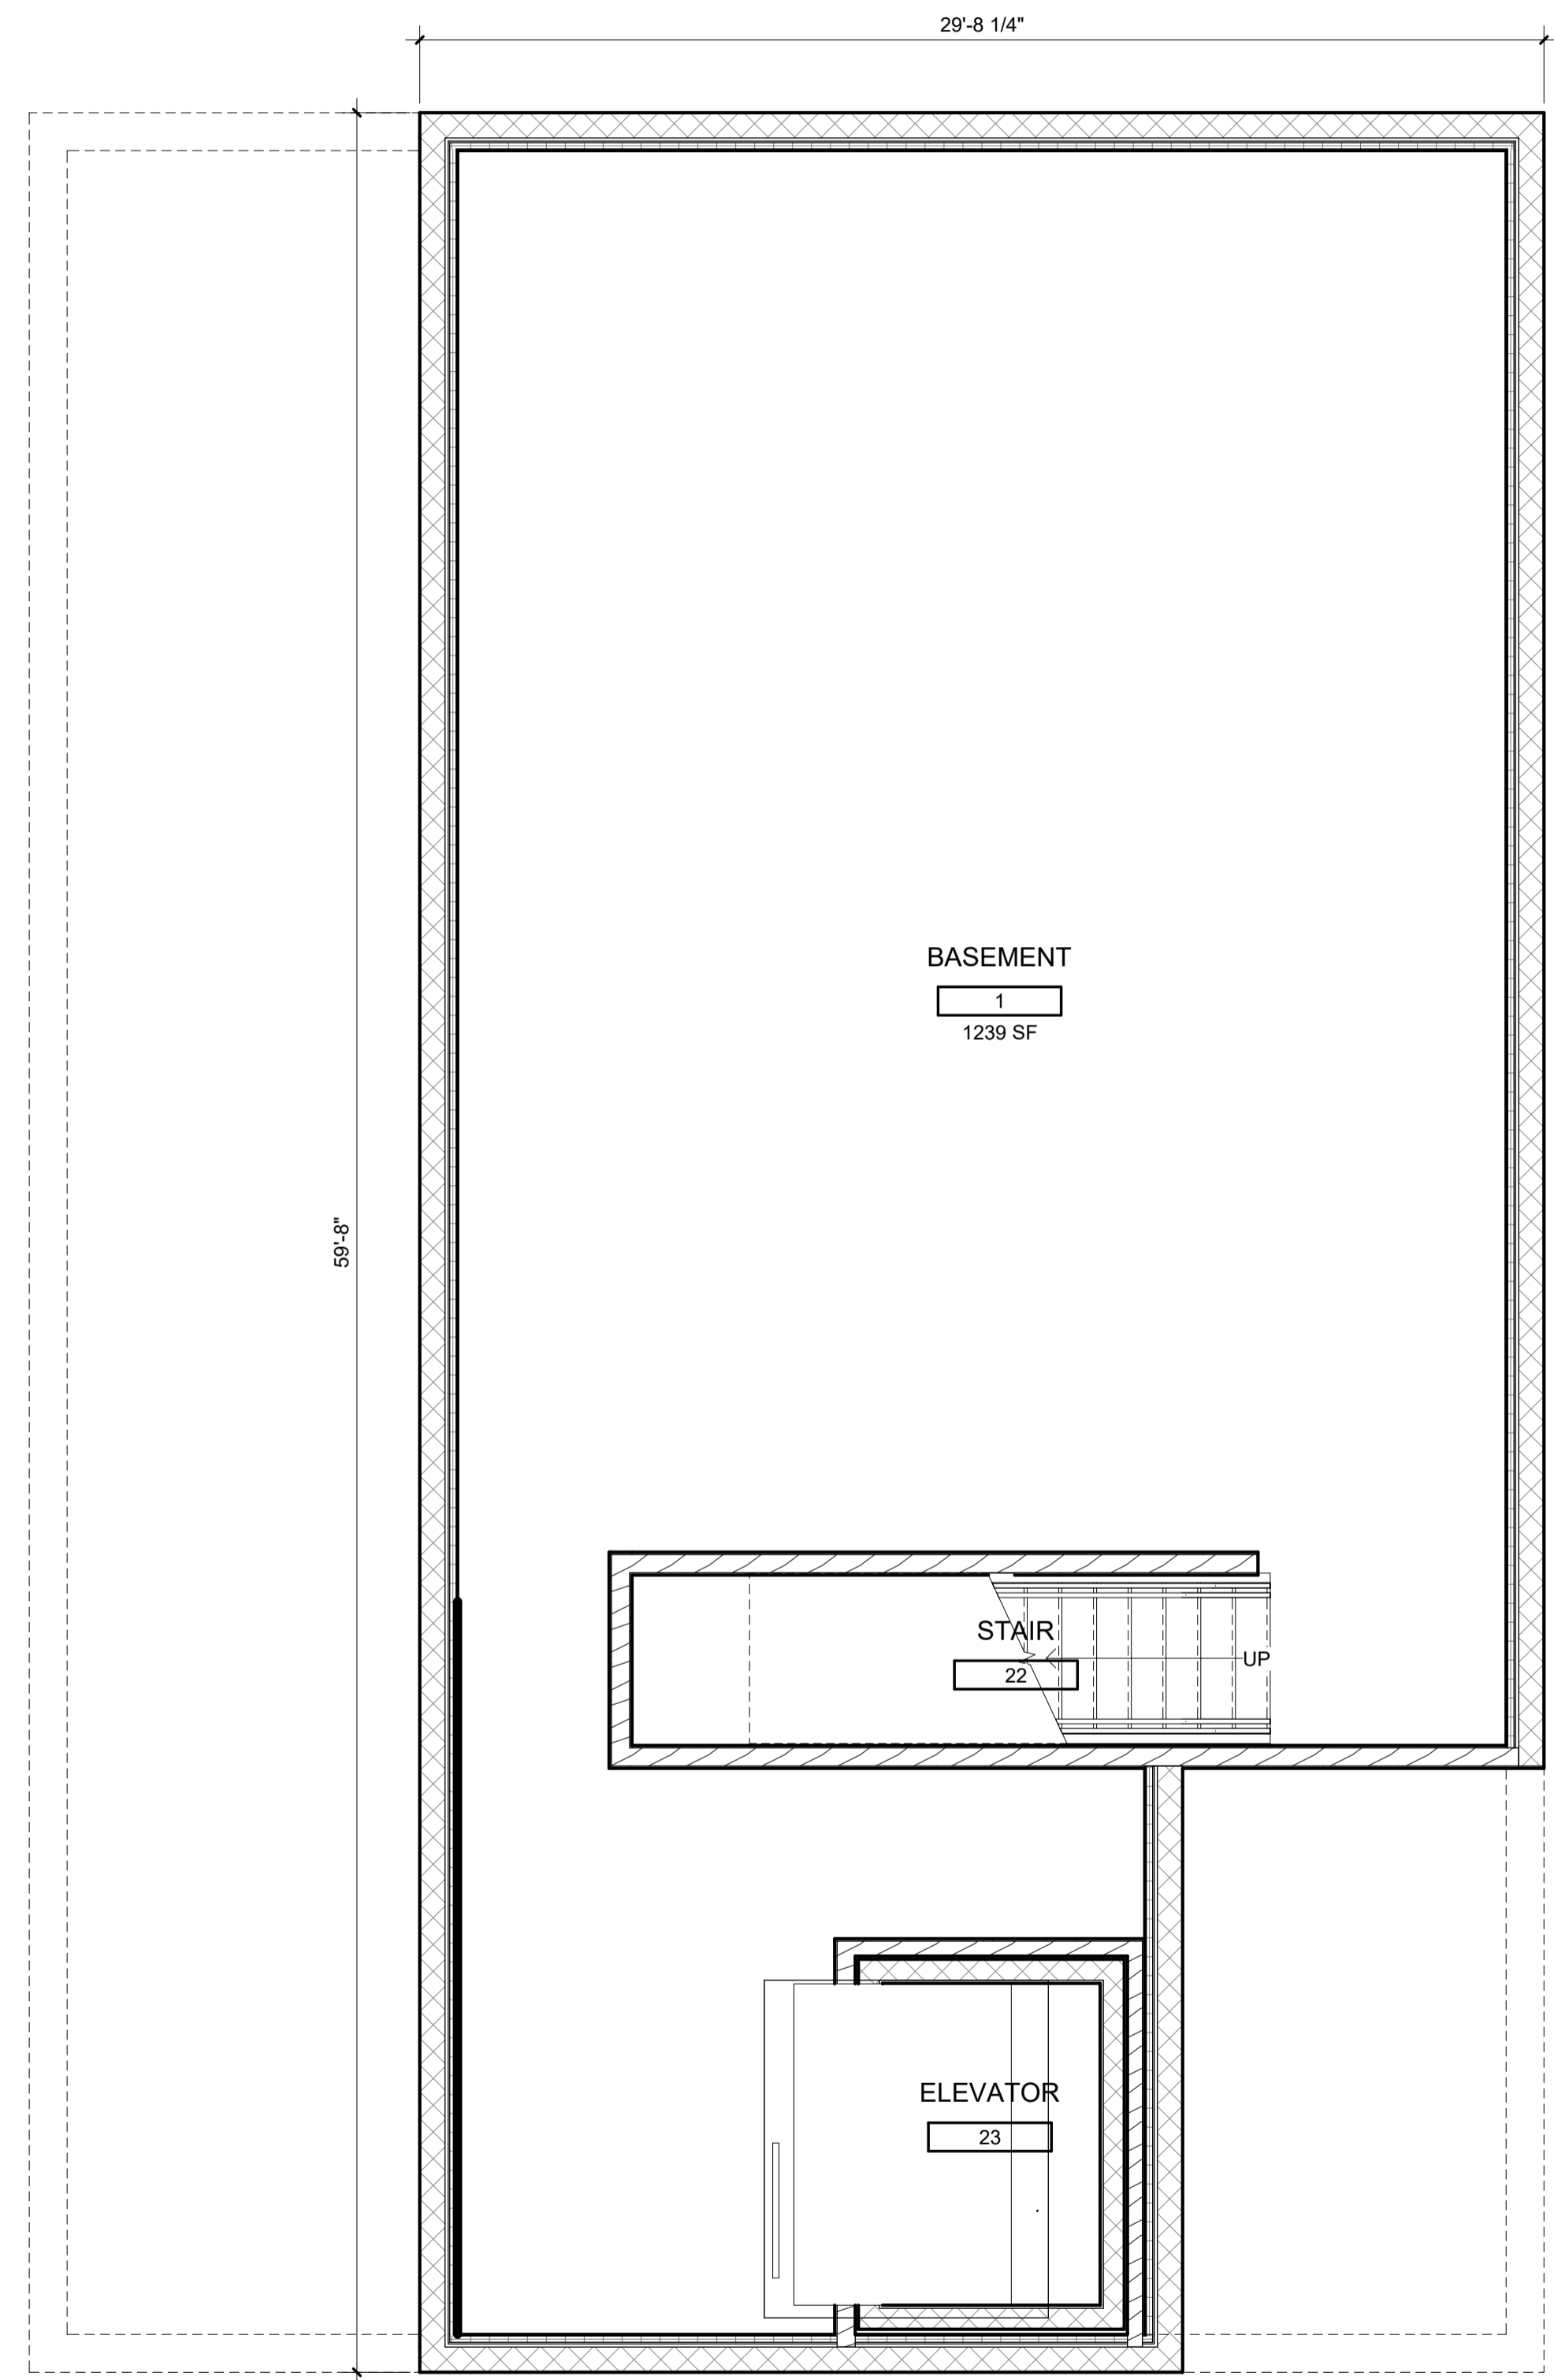 29'-8 1/4"
BASEMENT
1
1239 SF
59'-8"
STAIR
UP
22
ELEVATOR
23